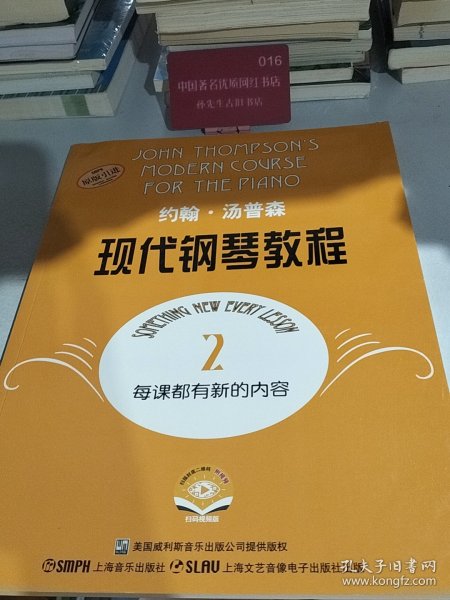 016
中国著名优质网红书店
孙先生古旧书店
JOHN THOMPSON'S
MODERN COURSE
FOR THE PIANO
原版引进
约翰·汤普森
现代钢琴教程
SOMETHING NEW EVERY LESSON
2
每课都有新的内容
扫码视频版
美国威利斯音乐出版公司提供版权
SMPH 上海音乐出版社 SLAV 上海文艺音像电子出版社
孔夫子旧书网
www.kongfz.com